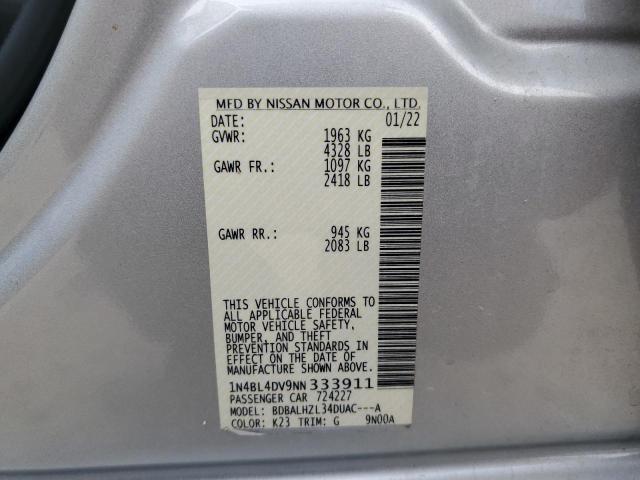 MFD BY NISSAN MOTOR CO., LTD.
DATE: 01/22
GVWR: 1963 KG
4328 LB
GAWR FR.: 1097 KG
2418 LB
GAWR RR.: 945 KG
2083 LB
THIS VEHICLE CONFORMS TO
ALL APPLICABLE FEDERAL
MOTOR VEHICLE SAFETY,
BUMPER, AND THEFT
PREVENTION STANDARDS IN
EFFECT ON THE DATE OF
MANUFACTURE SHOWN ABOVE.
1N4BL4DV9NN333911
PASSENGER CAR 724227
MODEL: BDBALHZL34DUAC---A
COLOR: K23 TRIM: G 9N00A